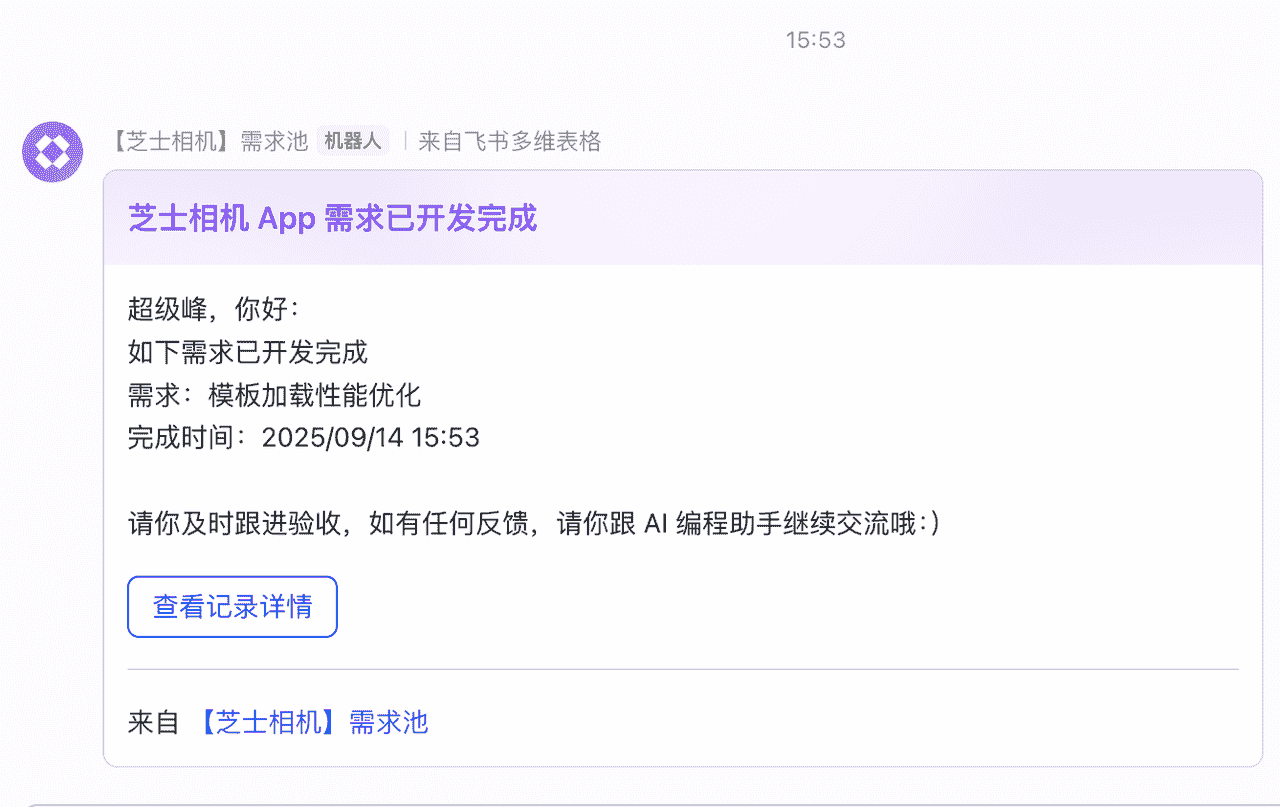 15:53
【芝士相机】需求池 机器人 | 来自飞书多维表格
芝士相机 App 需求已开发完成
超级峰，你好：
如下需求已开发完成
需求：模板加载性能优化
完成时间：2025/09/14 15:53
请你及时跟进验收，如有任何反馈，请你跟 AI 编程助手继续交流哦:）
查看记录详情
来自 【芝士相机】需求池